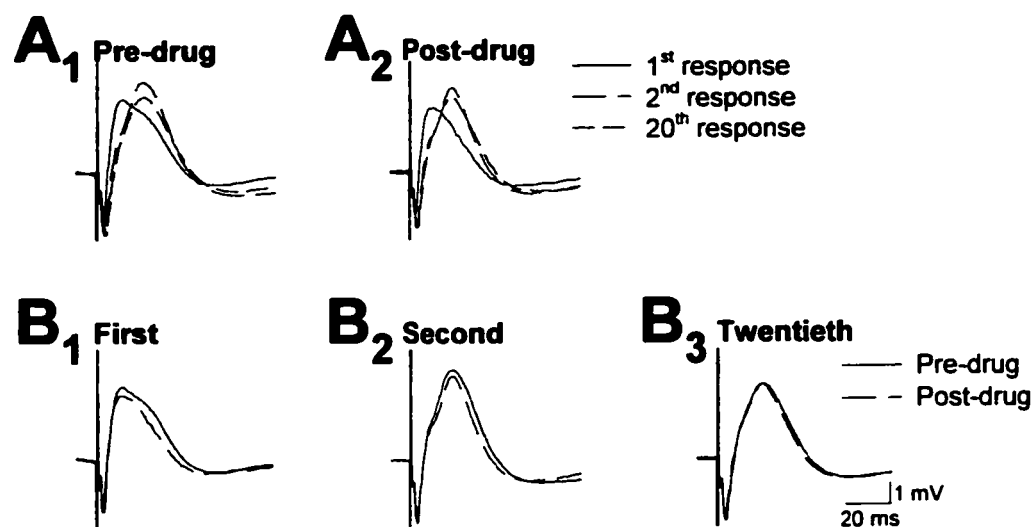 A1 Pre-drug
A2 Post-drug
1st response
2nd response
20th response
B1 First
B2 Second
B3 Twentieth
Pre-drug
Post-drug
1 mV
20 ms